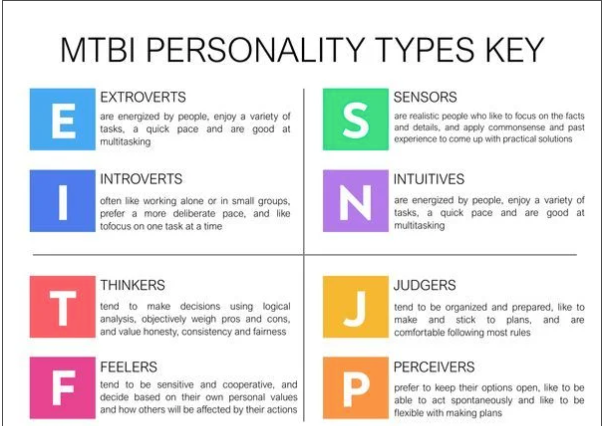 MTBI PERSONALITY TYPES KEY
E
EXTROVERTS
are energized by people, enjoy a variety of
tasks, a quick pace and are good at
multitasking
S
SENSORS
are realistic people who like to focus on the facts
and details, and apply commonsense and past
experience to come up with practical solutions
I
INTROVERTS
often like working alone or in small groups,
prefer a more deliberate pace, and like
tofocus on one task at a time
N
INTUITIVES
are energized by people, enjoy a variety of
tasks, a quick pace and are good at
multitasking
T
THINKERS
tend to make decisions using logical
analysis, objectively weigh pros and cons,
and value honesty, consistency and fairness
J
JUDGERS
tend to be organized and prepared, like to
make and stick to plans, and are
comfortable following most rules
F
FEELERS
tend to be sensitive and cooperative, and
decide based on their own personal values
and how others will be affected by their actions
P
PERCEIVERS
prefer to keep their options open, like to be
able to act spontaneously and like to be
flexible with making plans